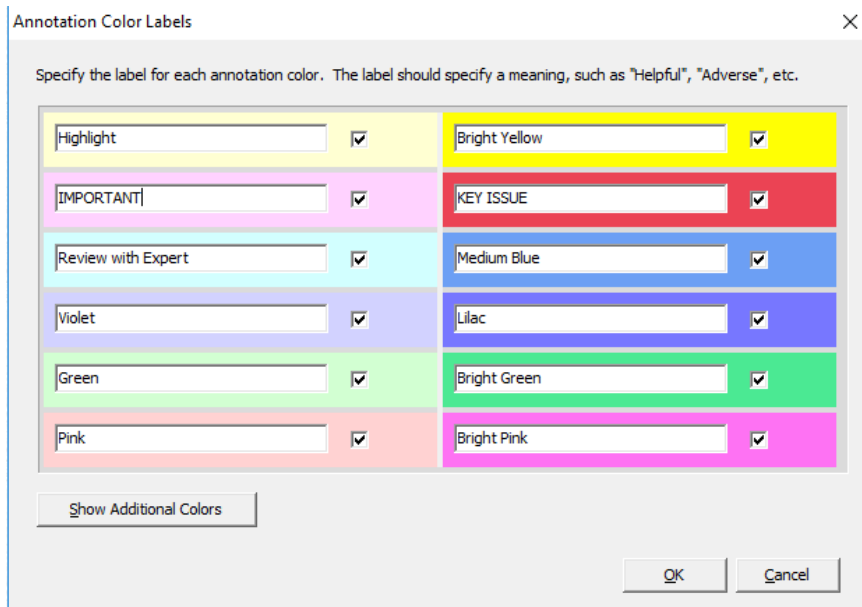 Annotation Color Labels
Specify the label for each annotation color. The label should specify a meaning, such as "Helpful", "Adverse", etc.
Highlight
Bright Yellow
IMPORTANT
KEY ISSUE
Review with Expert
Medium Blue
Violet
Lilac
Green
Bright Green
Pink
Bright Pink
Show Additional Colors
OK
Cancel